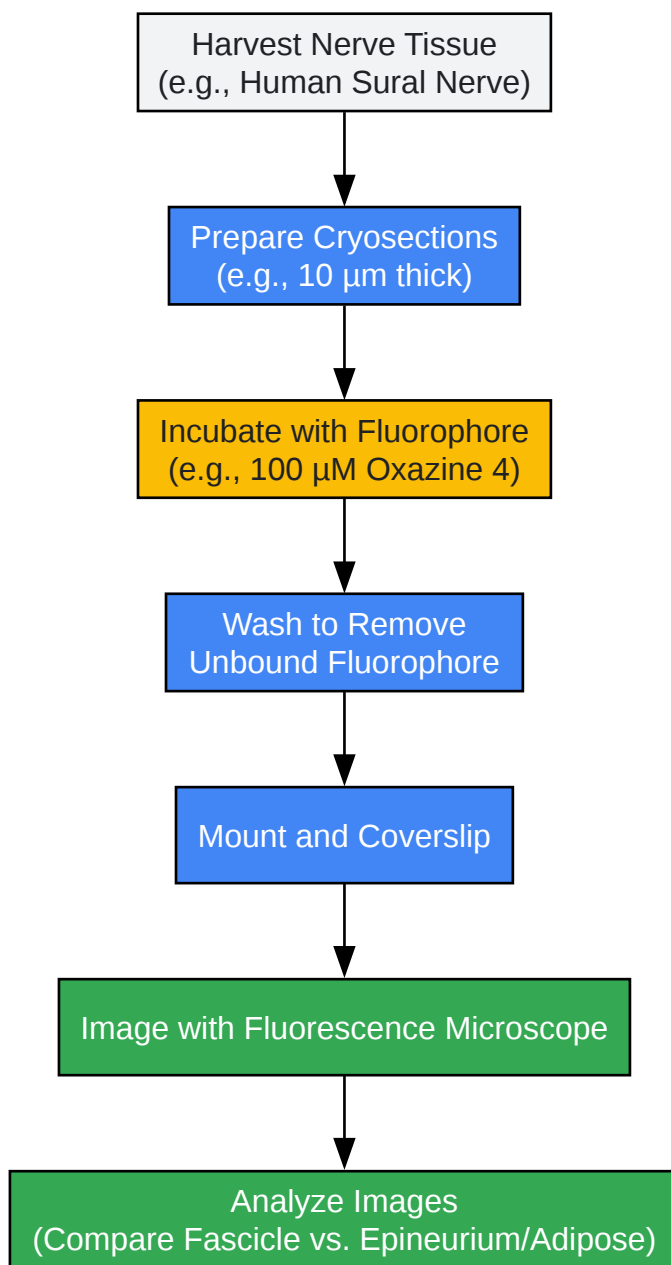 Harvest Nerve Tissue
(e.g., Human Sural Nerve)
Prepare Cryosections
(e.g., 10 µm thick)
Incubate with Fluorophore
(e.g., 100 µM Oxazine 4)
Wash to Remove
Unbound Fluorophore
Mount and Coverslip
Image with Fluorescence Microscope
Analyze Images
(Compare Fascicle vs. Epineurium/Adipose)